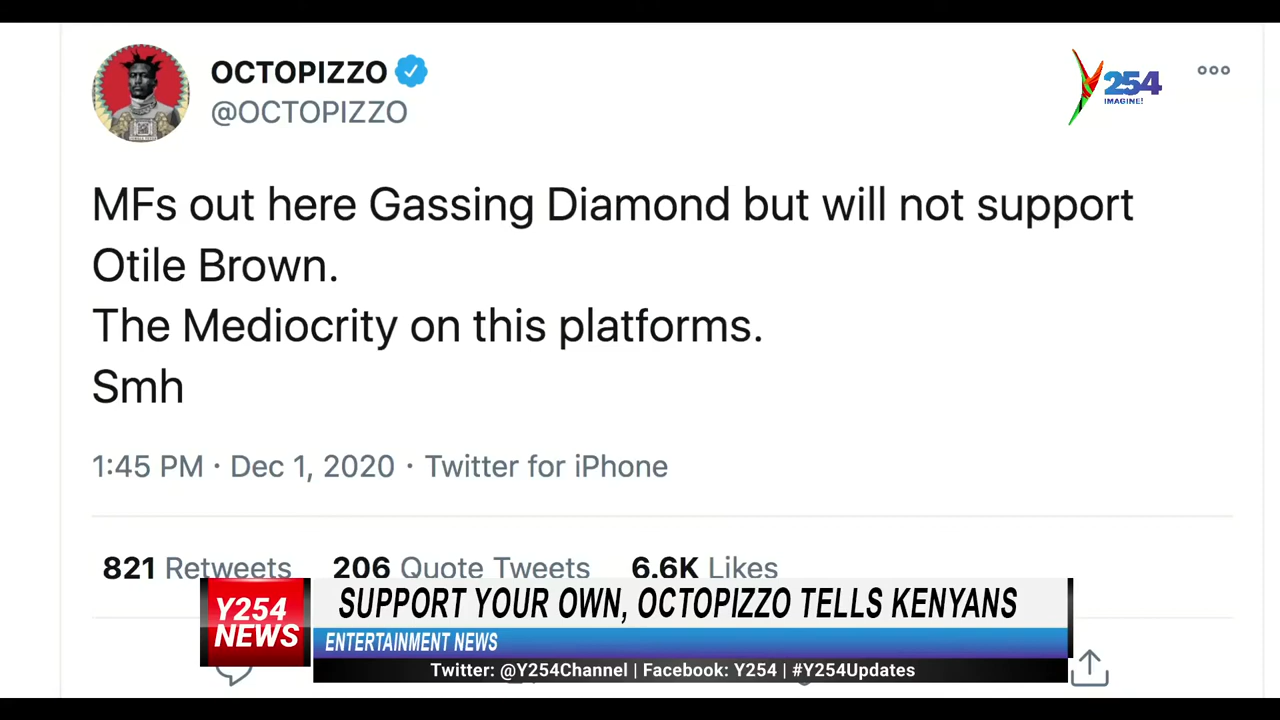 OCTOPIZZO
@OCTOPIZZO
Y254
IMAGINE!
MFs out here Gassing Diamond but will not support
Otile Brown.
The Mediocrity on this platforms.
Smh
1:45 PM · Dec 1, 2020 · Twitter for iPhone
821 Retweets 206 Quote Tweets 6.6K Likes
Y254
NEWS
SUPPORT YOUR OWN, OCTOPIZZO TELLS KENYANS
ENTERTAINMENT NEWS
Twitter: @Y254Channel | Facebook: Y254 | #Y254Updates